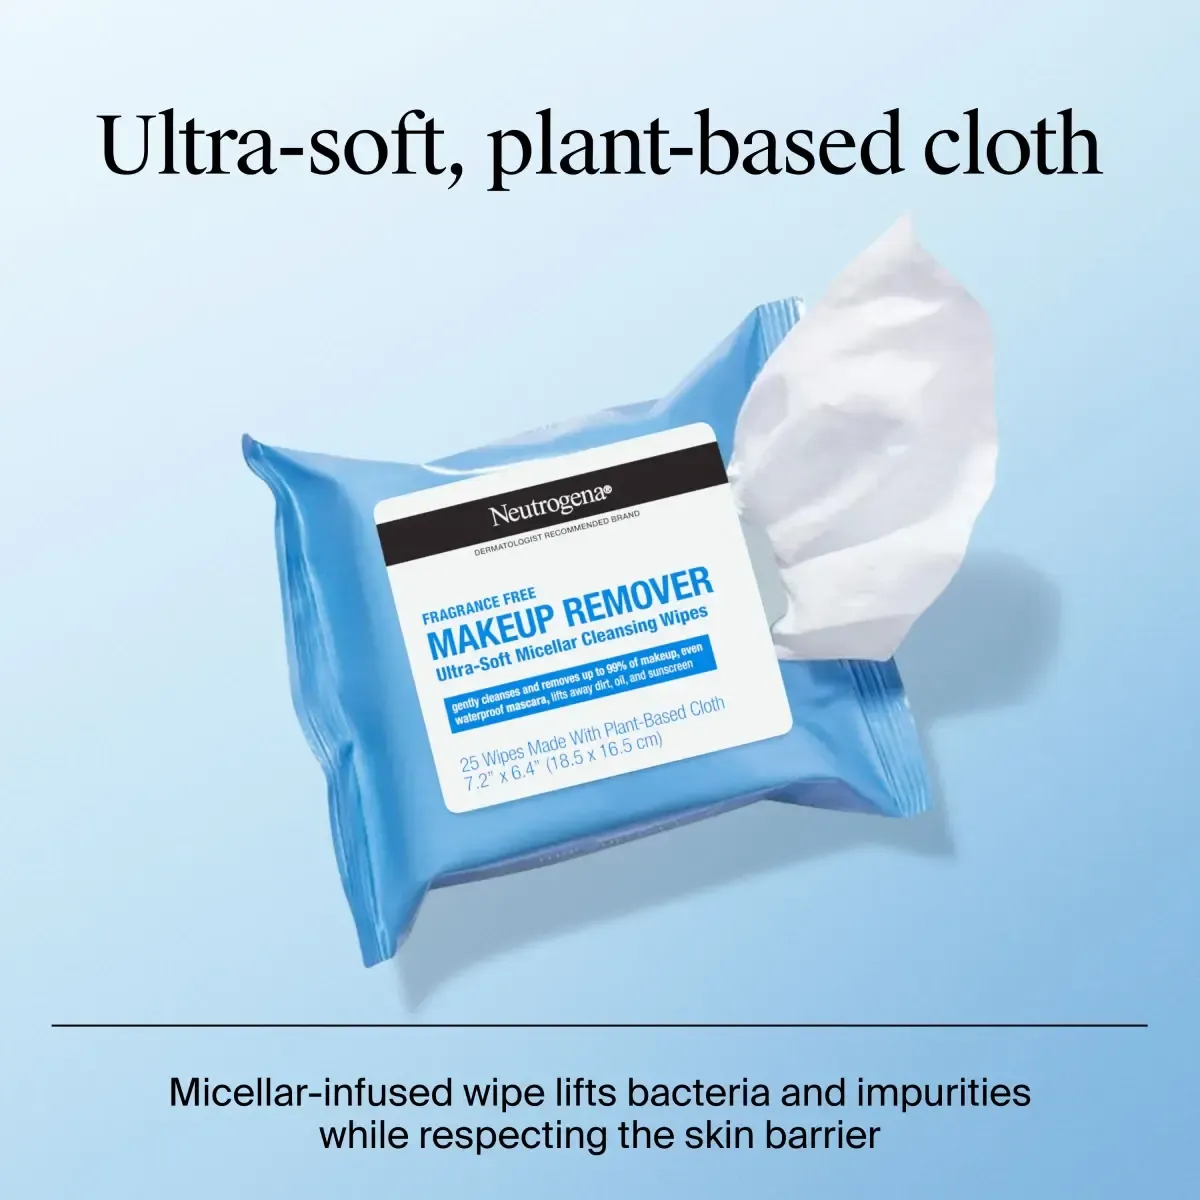 Ultra-soft, plant-based cloth
Neutrogena®
DERMATOLOGIST RECOMMENDED BRAND
FRAGRANCE FREE
MAKEUP REMOVER
Ultra-Soft Micellar Cleansing Wipes
gently cleanses and removes up to 99% of makeup, even
waterproof mascara, lifts away dirt, oil, and sunscreen
25 Wipes Made With Plant-Based Cloth
7.2” x 6.4” (18.5 x 16.5 cm)
Micellar-infused wipe lifts bacteria and impurities
while respecting the skin barrier